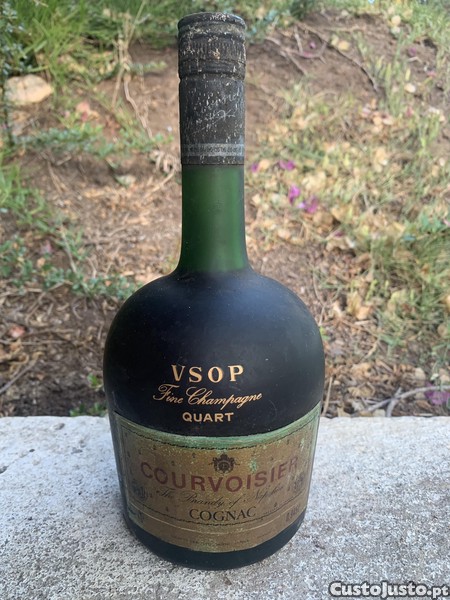 VSOP
Fine Champagne
QUART
COURVOISIER
The Brandy of Napoleon
COGNAC
CustoJusto.pt